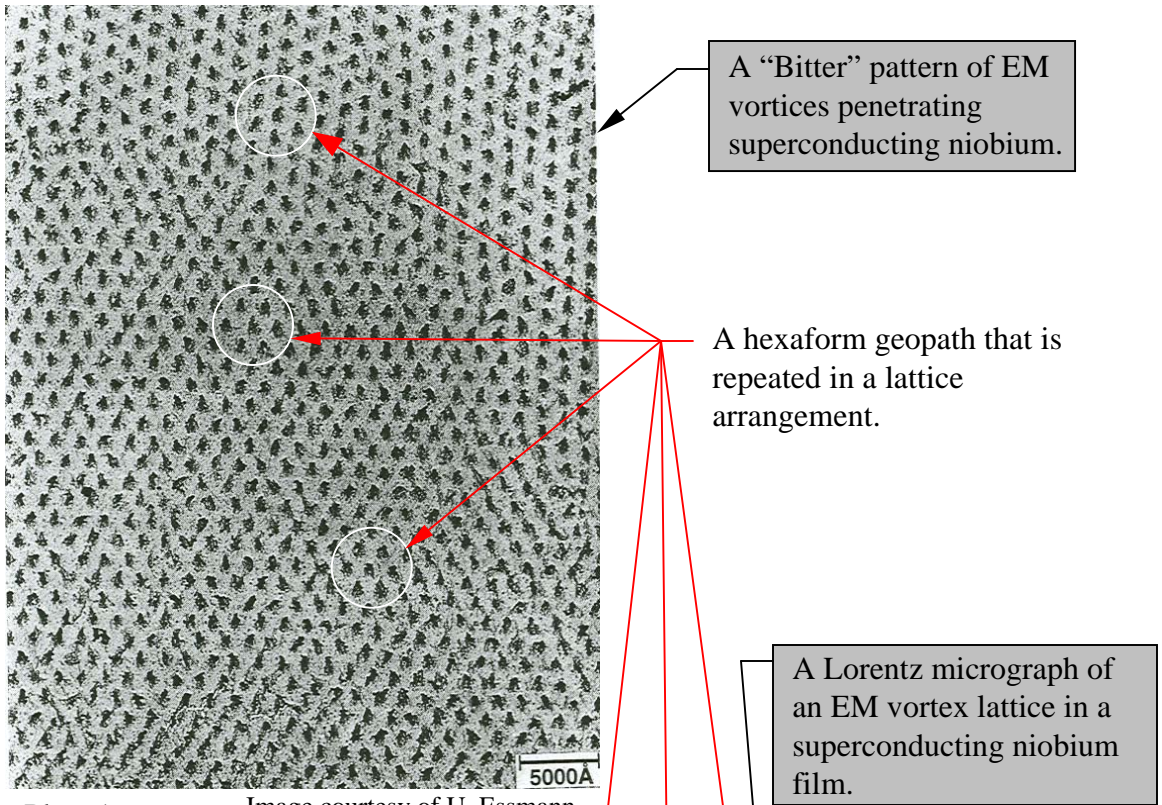 A “Bitter” pattern of EM
vortices penetrating
superconducting niobium.
A hexaform geopath that is
repeated in a lattice
arrangement.
A Lorentz micrograph of
an EM vortex lattice in a
superconducting niobium
film.
5000Å
Image courtesy of U. Essmann